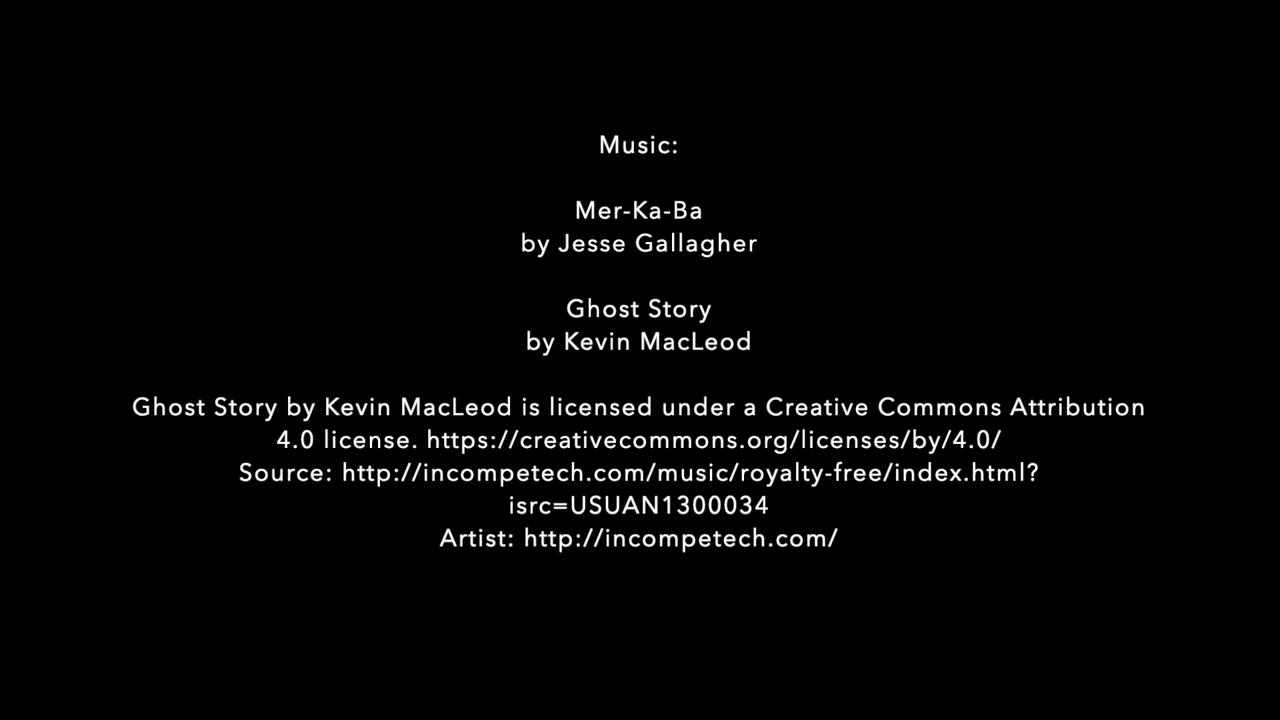 Music:
Mer-Ka-Ba
by Jesse Gallagher
Ghost Story
by Kevin MacLeod
Ghost Story by Kevin MacLeod is licensed under a Creative Commons Attribution
4.0 license. https://creativecommons.org/licenses/by/4.0/
Source: http://incompetech.com/music/royalty-free/index.html?
isrc=USUAN1300034
Artist: http://incompetech.com/